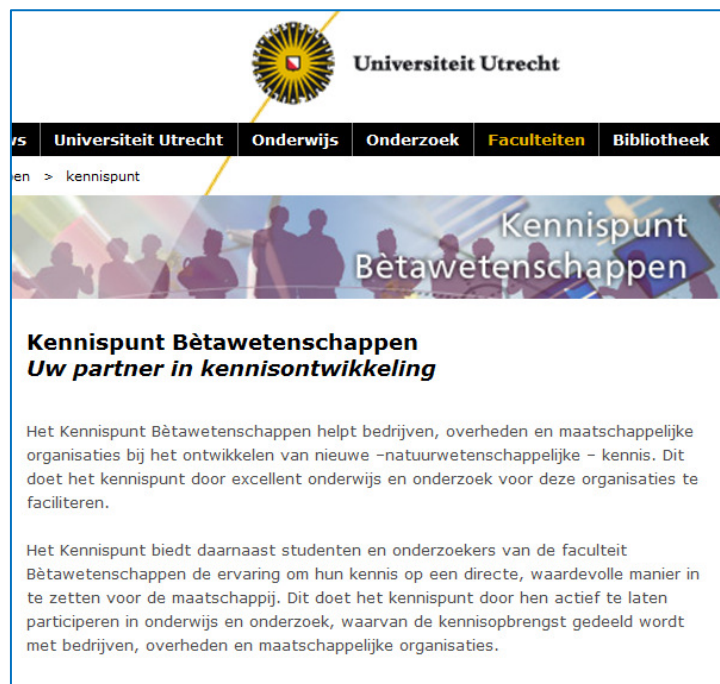 Universiteit Utrecht
Universiteit Utrecht Onderwijs Onderzoek Faculteiten Bibliotheek
> kennispunt
Kennispunt
Bètawetenschappen
Kennispunt Bètawetenschappen
Uw partner in kennisontwikkeling
Het Kennispunt Bètawetenschappen helpt bedrijven, overheden en maatschappelijke
organisaties bij het ontwikkelen van nieuwe –natuurwetenschappelijke – kennis. Dit
doet het kennispunt door excellent onderwijs en onderzoek voor deze organisaties te
faciliteren.
Het Kennispunt biedt daarnaast studenten en onderzoekers van de faculteit
Bètawetenschappen de ervaring om hun kennis op een directe, waardevolle manier in
te zetten voor de maatschappij. Dit doet het kennispunt door hen actief te laten
participeren in onderwijs en onderzoek, waarvan de kennisopbrengst gedeeld wordt
met bedrijven, overheden en maatschappelijke organisaties.